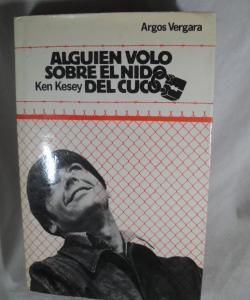 Argos Vergara
ALGUIEN VOLO
SOBRE EL NIDO
Ken Kesey DEL CUCO